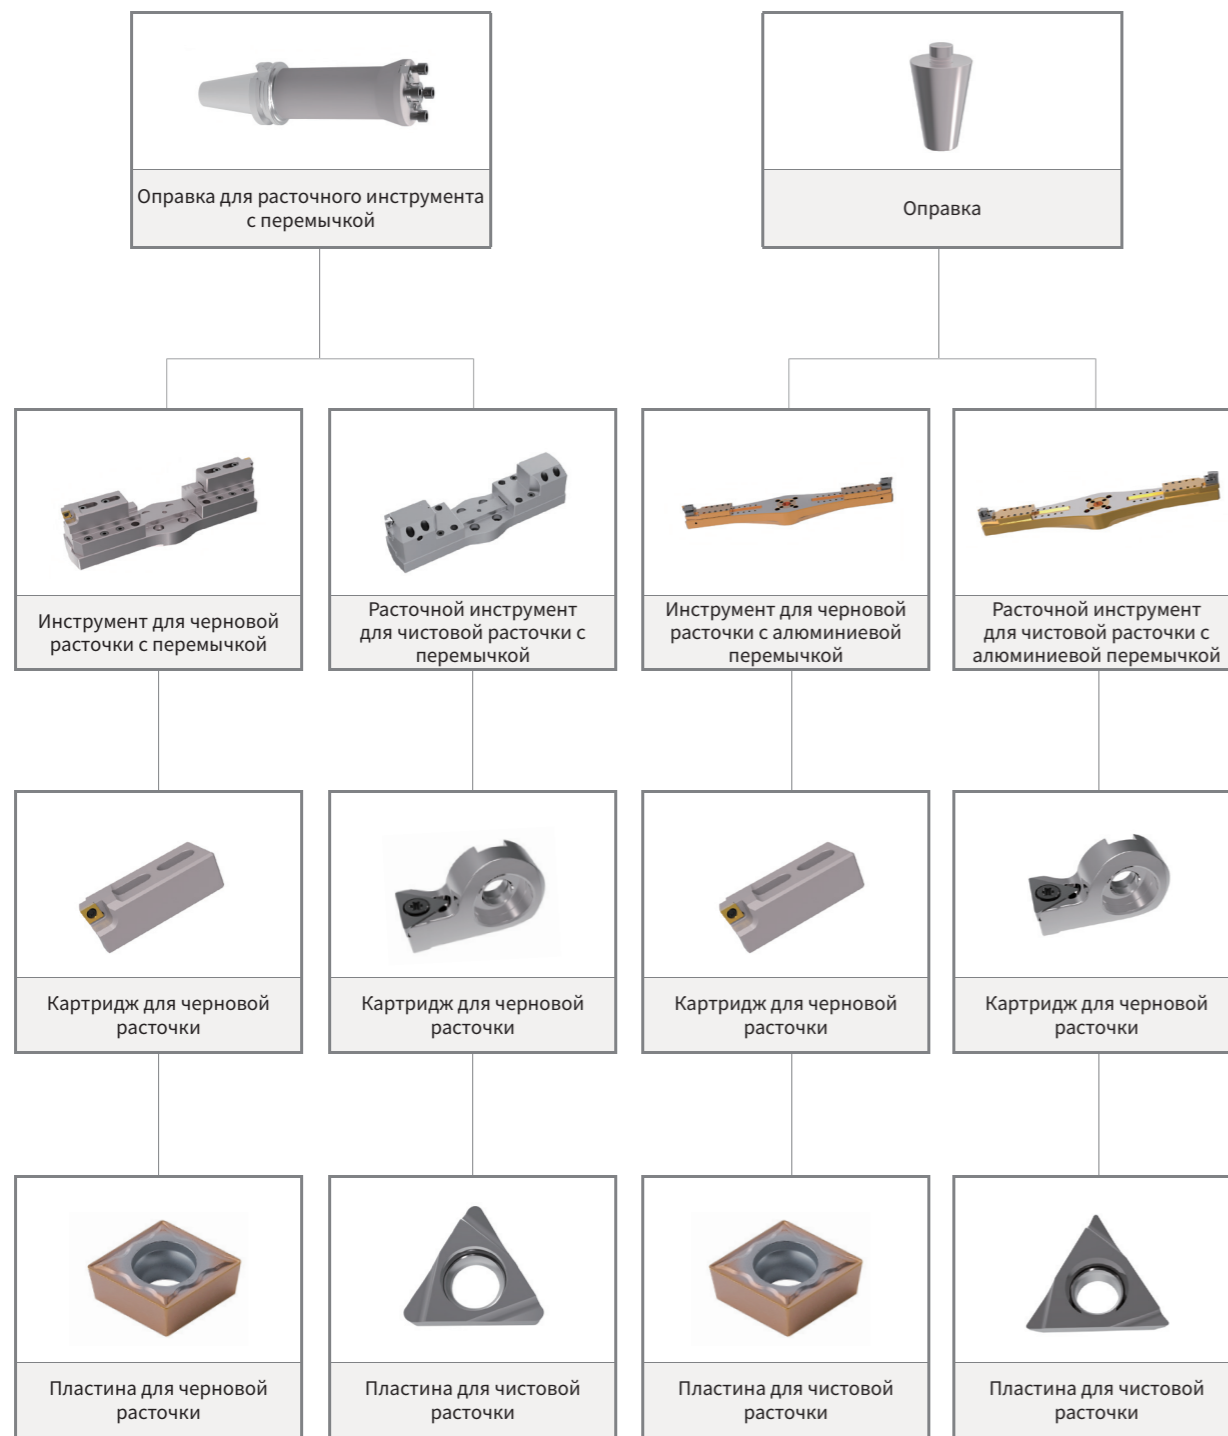 Оправка для расточного инструмента
с перемычкой
Оправка
Инструмент для черновой
расточки с перемычкой
Расточной инструмент
для чистовой расточки с
перемычкой
Инструмент для черновой
расточки с алюминиевой
перемычкой
Расточной инструмент
для чистовой расточки с
алюминиевой перемычкой
Картридж для черновой
расточки
Картридж для черновой
расточки
Картридж для черновой
расточки
Картридж для черновой
расточки
Пластина для черновой
расточки
Пластина для чистовой
расточки
Пластина для чистовой
расточки
Пластина для чистовой
расточки